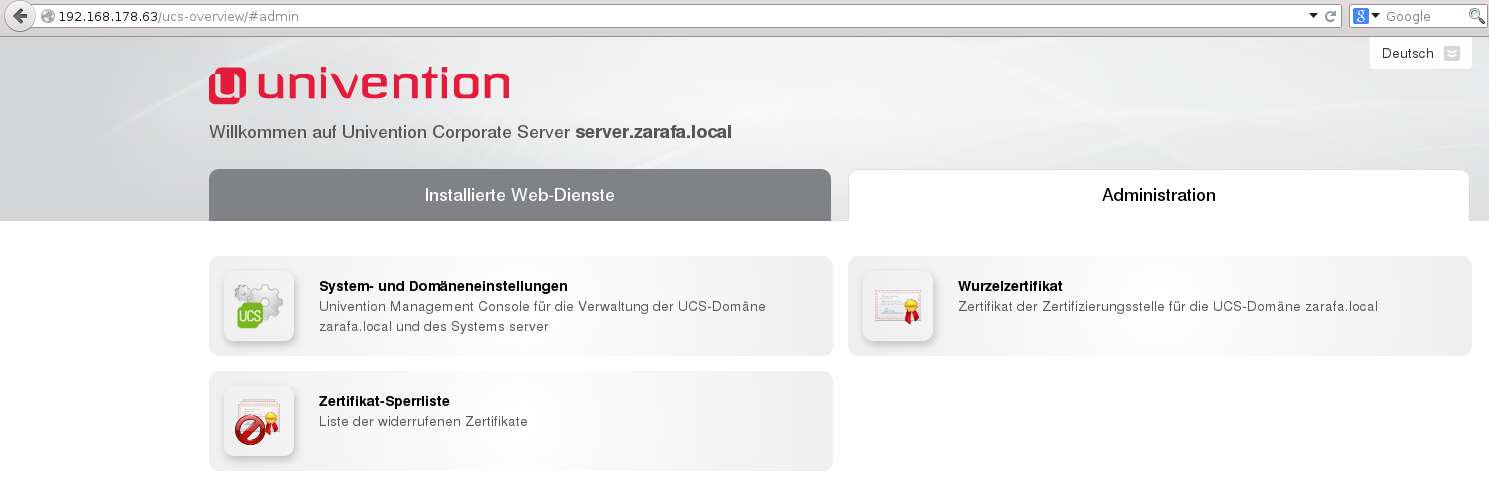 192.168.178.63/ucs-overview/#admin
Google
Deutsch
univention
Willkommen auf Univention Corporate Server server.zarafa.local
Installierte Web-Dienste
Administration
UCS
System- und Domäneneinstellungen
Univention Management Console für die Verwaltung der UCS-Domäne
zarafa.local und des Systems server
Wurzelzertifikat
Zertifikat der Zertifizierungsstelle für die UCS-Domäne zarafa.local
Zertifikat-Sperrliste
Liste der widerrufenen Zertifikate